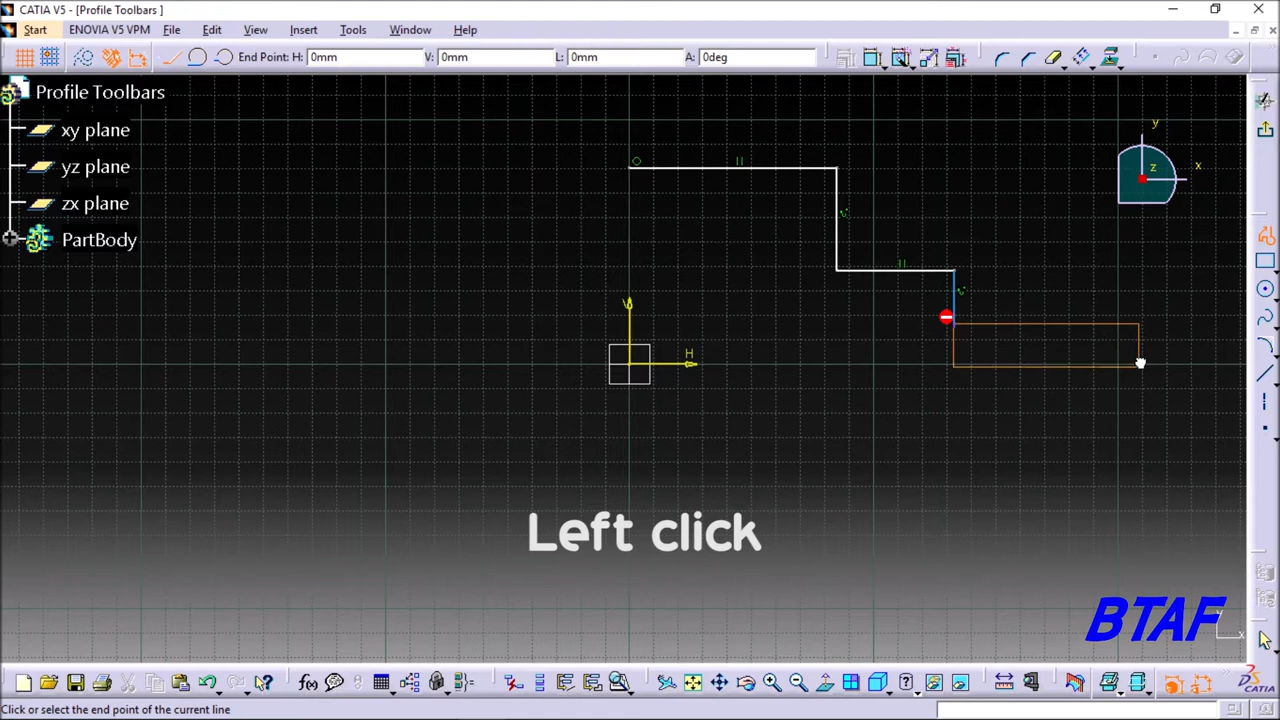 CATIA V5 - [Profile Toolbars ]
Start ENOVIA V5 VPM File Edit View Insert Tools Window Help
End Point: H: 0mm V: 0mm L: 0mm A: 0deg
Profile Toolbars
xy plane
yz plane
zx plane
PartBody
y
x
z
V
H
Left click
BTAF
y
x
f(x)
CATIA
Click or select the end point of the current line